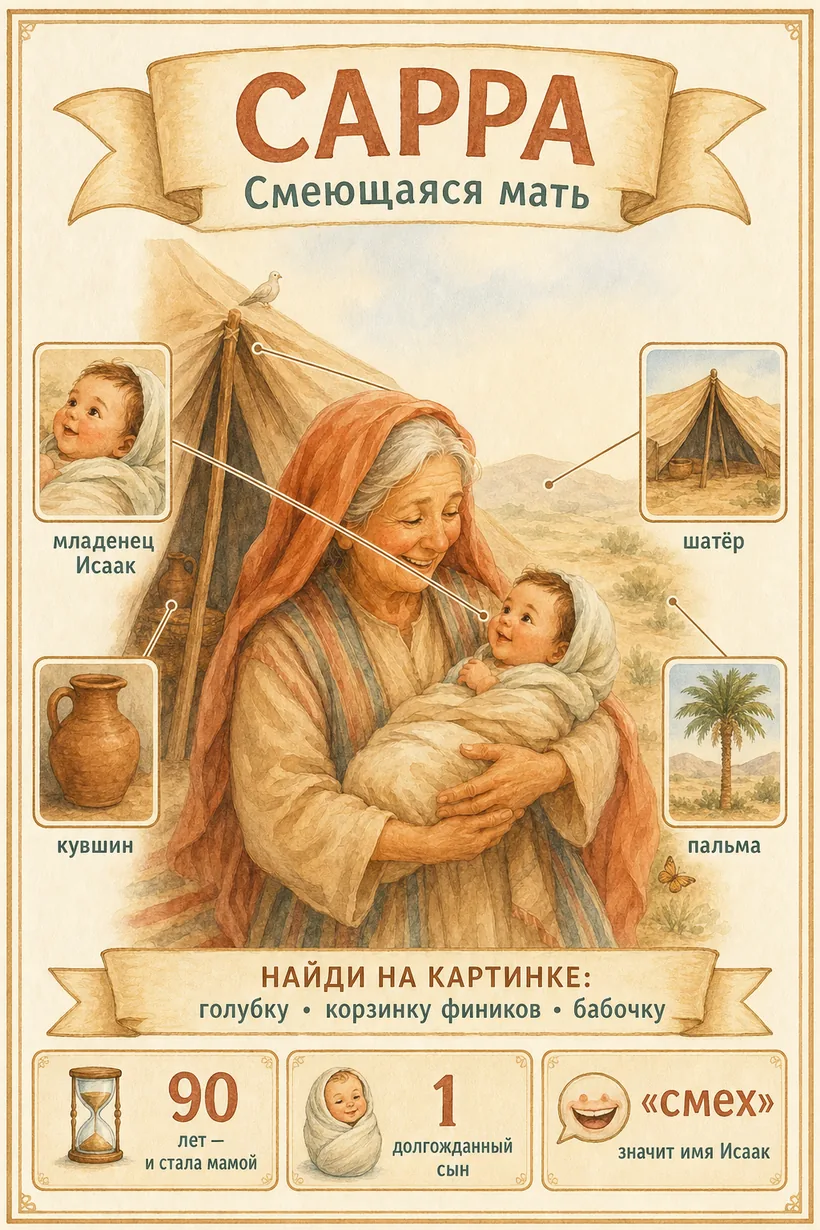 САРРА
Смеющаяся мать
младенец
Исаак
шатёр
кувшин
пальма
НАЙДИ НА КАРТИНКЕ:
голубку • корзинку фиников • бабочку
90
лет —
и стала мамой
1
долгожданный
сын
«смех»
значит имя Исаак